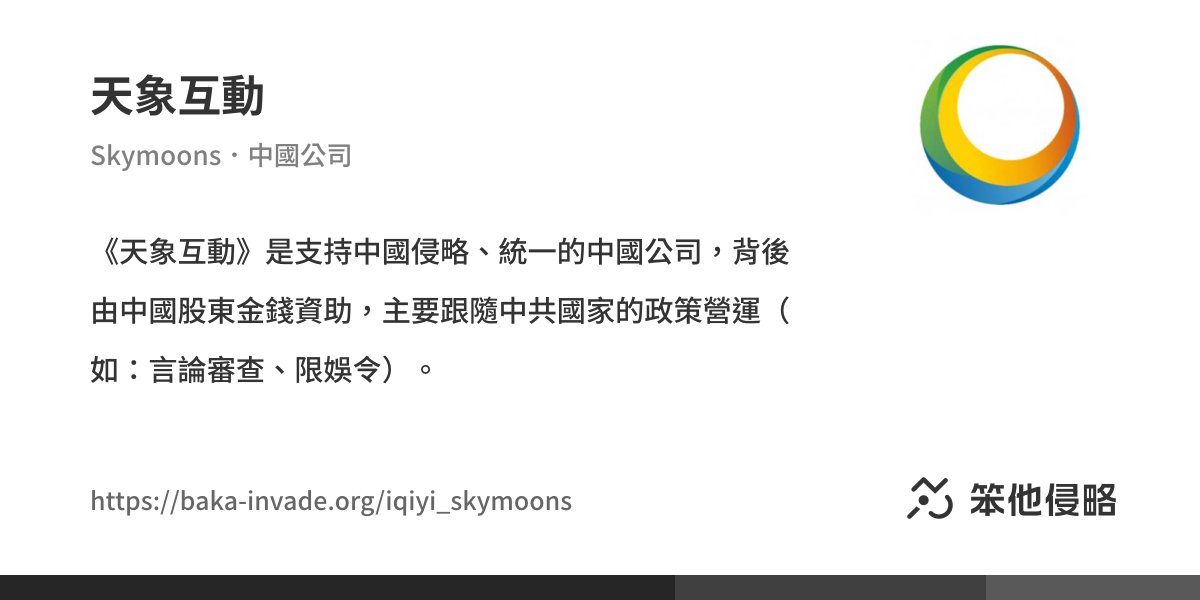 天象互動
Skymoons・中國公司
《天象互動》是支持中國侵略、統一的中國公司，背後
由中國股東金錢資助，主要跟隨中共國家的政策營運（
如：言論審查、限娛令）。
https://baka-invade.org/iqiyi_skymoons
笨他侵略